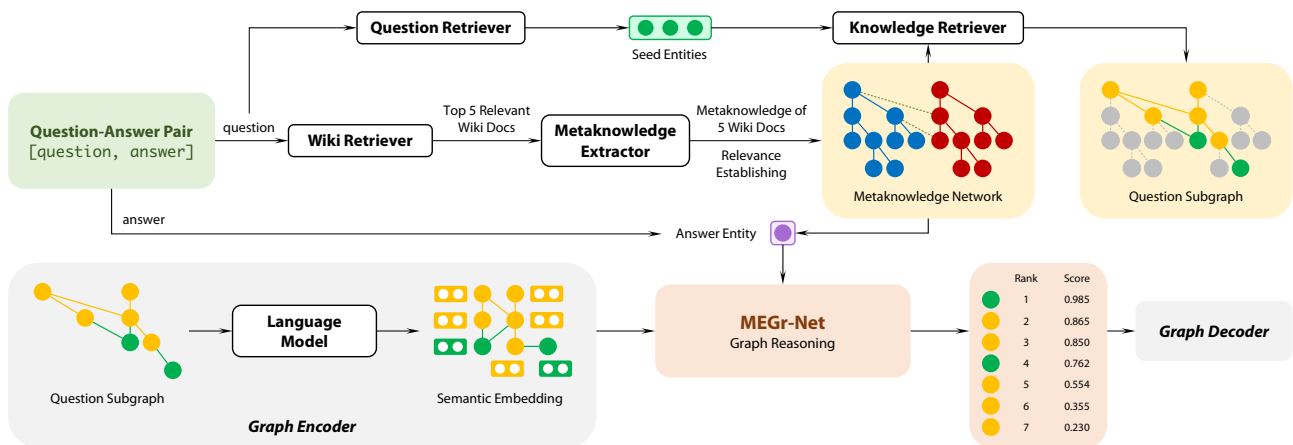 Question Retriever
Seed Entities
Knowledge Retriever
Question-Answer Pair
[question, answer]
question
Wiki Retriever
Top 5 Relevant
Wiki Docs
Metaknowledge
Extractor
Metaknowledge of
5 Wiki Docs
Relevance
Establishing
Metaknowledge Network
Question Subgraph
answer
Answer Entity
Question Subgraph
Language
Model
Semantic Embedding
Graph Encoder
MEGr-Net
Graph Reasoning
Rank Score
1 0.985
2 0.865
3 0.850
4 0.762
5 0.554
6 0.355
7 0.230
Graph Decoder